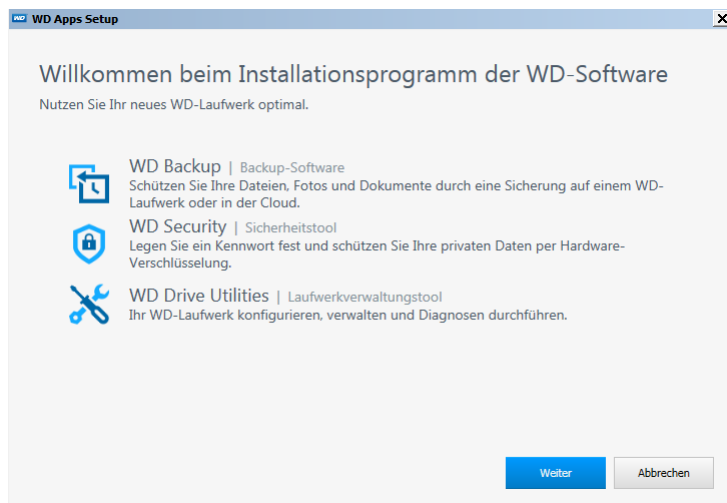 WD WD Apps Setup
Willkommen beim Installationsprogramm der WD-Software
Nutzen Sie Ihr neues WD-Laufwerk optimal.
WD Backup | Backup-Software
Schützen Sie Ihre Dateien, Fotos und Dokumente durch eine Sicherung auf einem WD-
Laufwerk oder in der Cloud.
WD Security | Sicherheitstool
Legen Sie ein Kennwort fest und schützen Sie Ihre privaten Daten per Hardware-
Verschlüsselung.
WD Drive Utilities | Laufwerkverwaltungstool
Ihr WD-Laufwerk konfigurieren, verwalten und Diagnosen durchführen.
Weiter Abbrechen